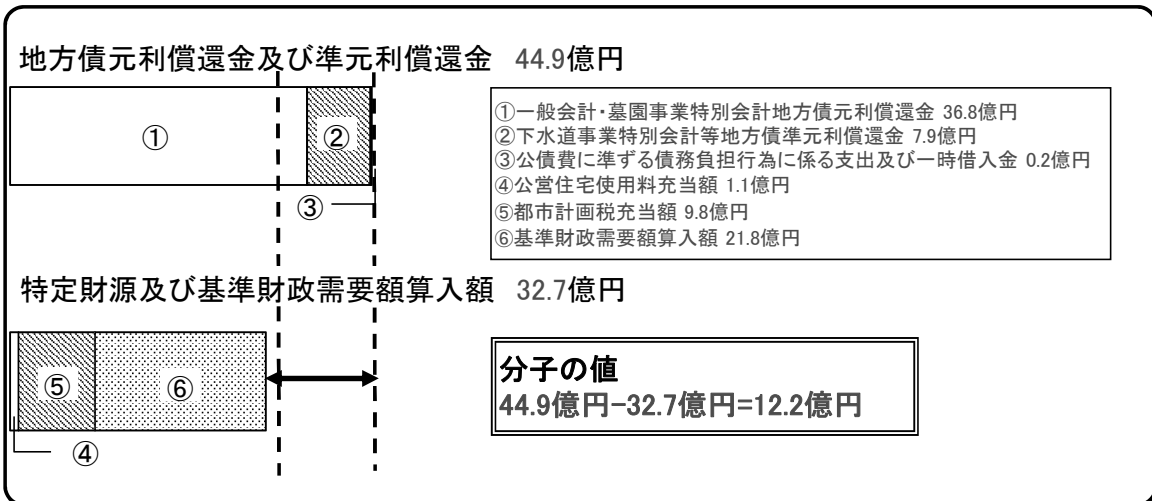 地方債元利償還金及び準元利償還金 44.9億円
①
②
③
①一般会計・墓園事業特別会計地方債元利償還金 36.8億円
②下水道事業特別会計等地方債準元利償還金 7.9億円
③公債費に準ずる債務負担行為に係る支出及び一時借入金 0.2億円
④公営住宅使用料充当額 1.1億円
⑤都市計画税充当額 9.8億円
⑥基準財政需要額算入額 21.8億円
特定財源及び基準財政需要額算入額 32.7億円
⑤
⑥
④
分子の値
44.9億円-32.7億円=12.2億円